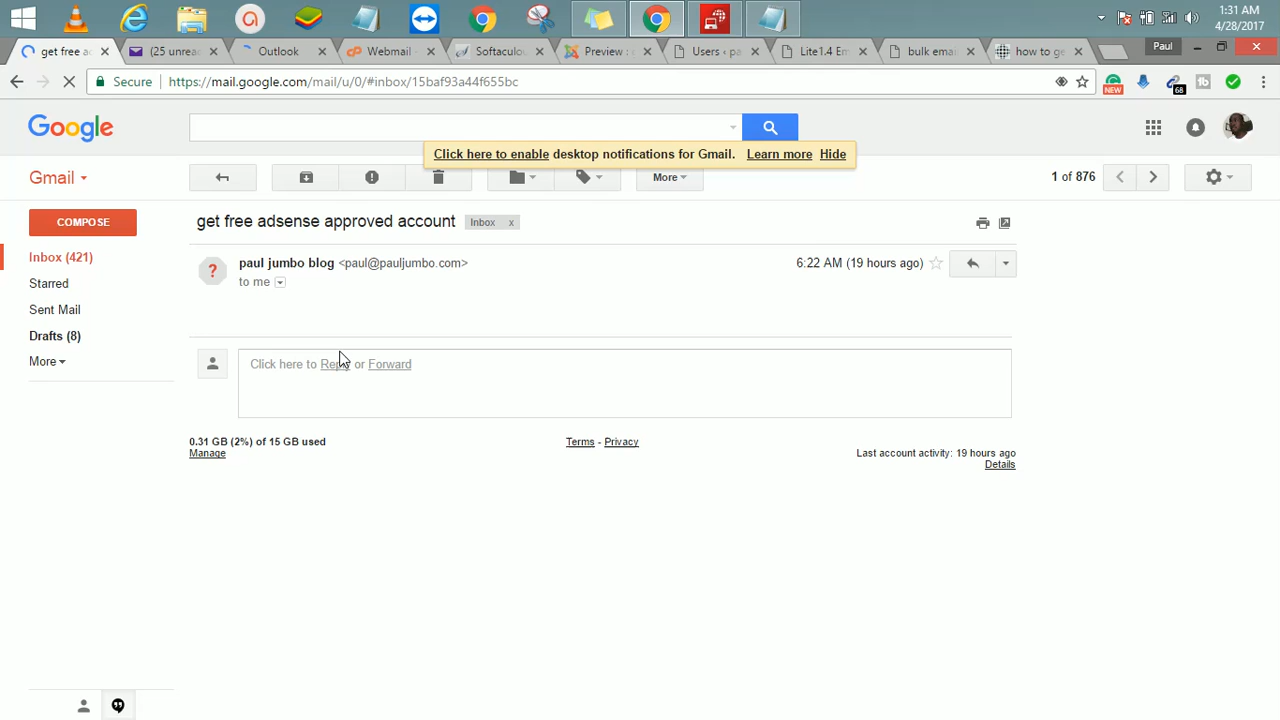 1:31 AM
4/28/2017
get free a
(25 unrea
Outlook
Webmail -
Softaculou
Preview :
Users ‹ pa
Lite1.4 Em
bulk emai
how to ge
Paul
Secure
https://mail.google.com/mail/u/0/#inbox/15baf93a44f655bc
NEW
68
Google
Click here to enable desktop notifications for Gmail. Learn more Hide
Gmail
More
1 of 876
COMPOSE
get free adsense approved account
Inbox x
Inbox (421)
Starred
Sent Mail
Drafts (8)
More
paul jumbo blog <paul@pauljumbo.com>
6:22 AM (19 hours ago)
to me
Click here to Reply or Forward
0.31 GB (2%) of 15 GB used
Manage
Terms - Privacy
Last account activity: 19 hours ago
Details